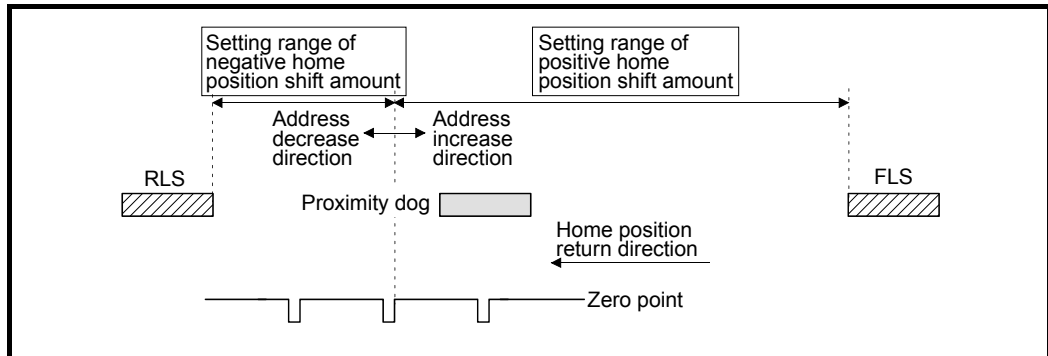 Setting range of
negative home
position shift amount
Setting range of
positive home
position shift amount
Address
decrease
direction
Address
increase
direction
RLS
FLS
Proximity dog
Home position
return direction
Zero point